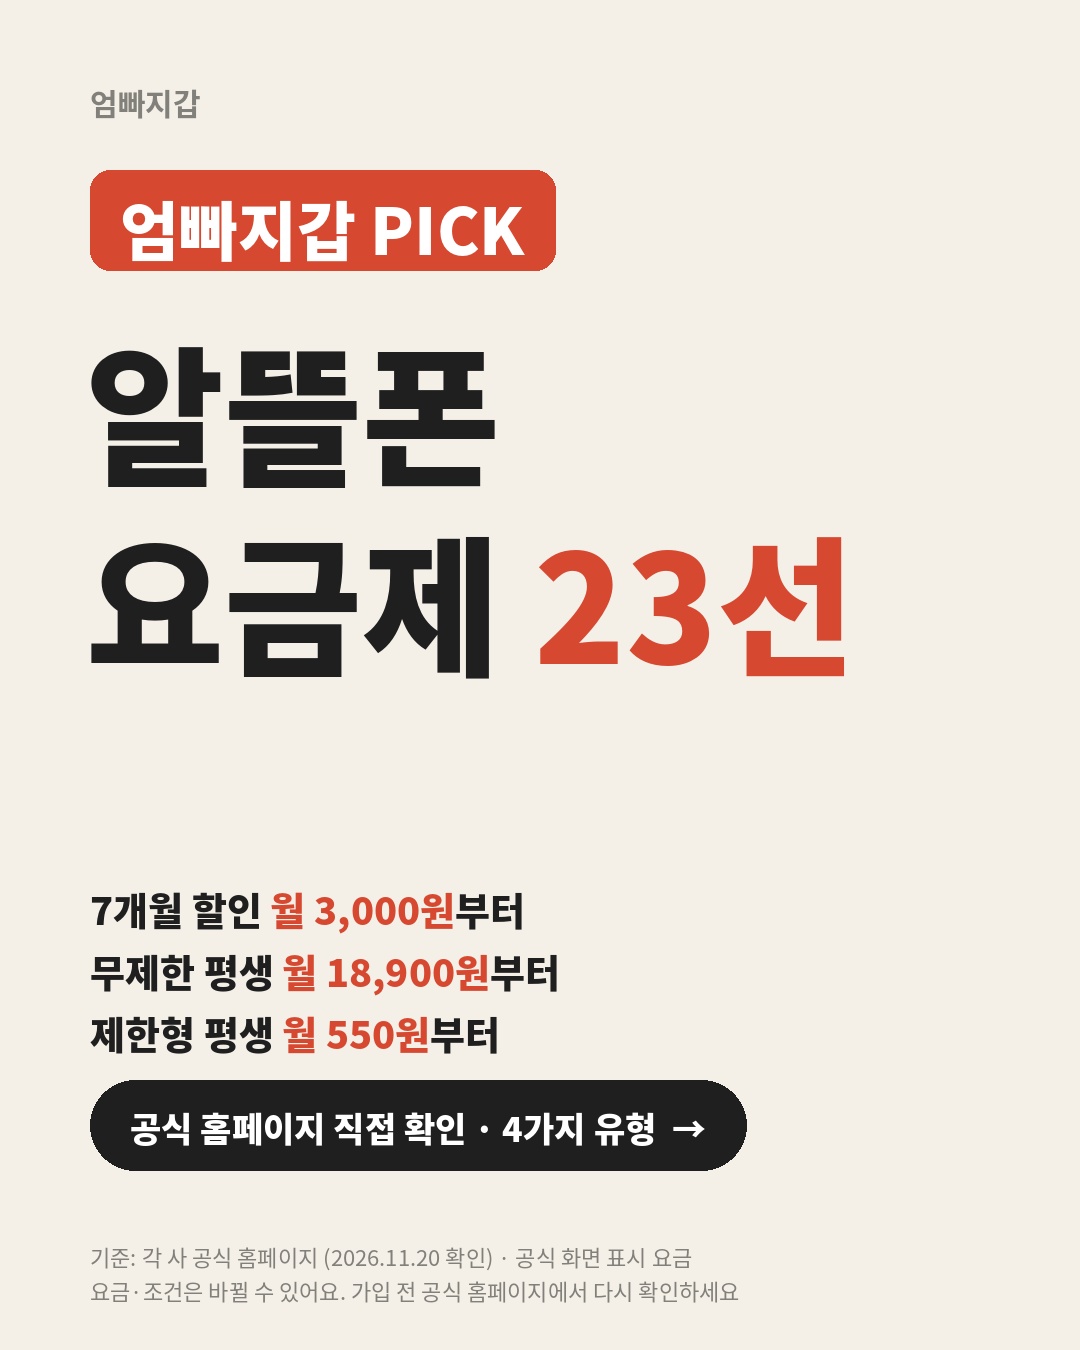 엄빠지갑
엄빠지갑 PICK
알뜰폰
요금제 23선
7개월 할인 월 3,000원부터
무제한 평생 월 18,900원부터
제한형 평생 월 550원부터
공식 홈페이지 직접 확인 · 4가지 유형 →
기준: 각 사 공식 홈페이지 (2026.11.20 확인) · 공식 화면 표시 요금
요금·조건은 바뀔 수 있어요. 가입 전 공식 홈페이지에서 다시 확인하세요